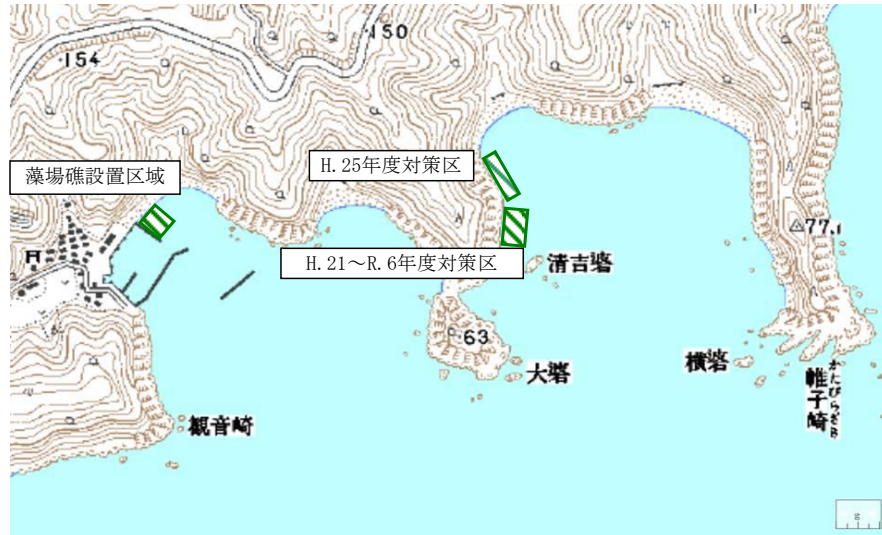 150
154
藻場礁設置区域
H.25年度対策区
77.1
H.21～R.6年度対策区
清吉碆
63
大碆
横碆
帷子崎
かたびらざき
観音崎
50